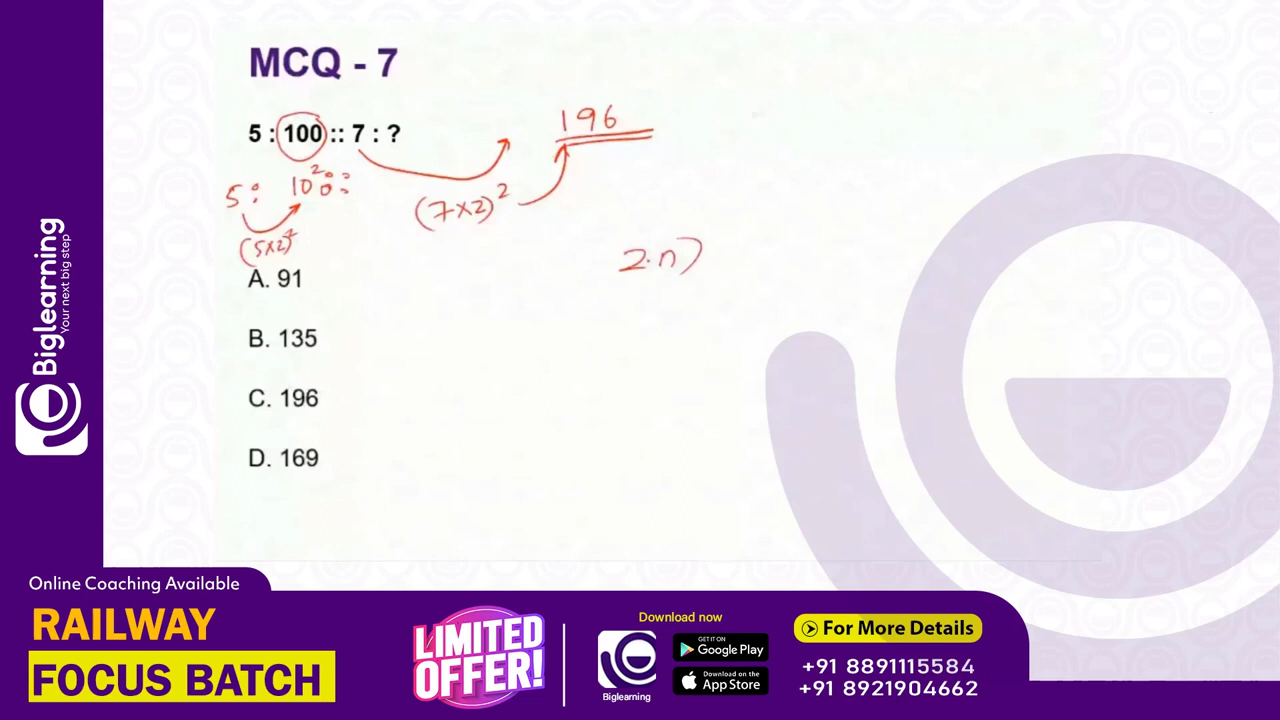 MCQ - 7
5 : 100 :: 7 : ?
196
5 : 10² ::
(7×2)²
(5×2)²
2·n)
A. 91
B. 135
C. 196
D. 169
Biglearning
Your next big step
Online Coaching Available
RAILWAY
FOCUS BATCH
LIMITED
OFFER!
Download now
Biglearning
GET IT ON
Google Play
Download on the
App Store
For More Details
+91 8891115584
+91 8921904662